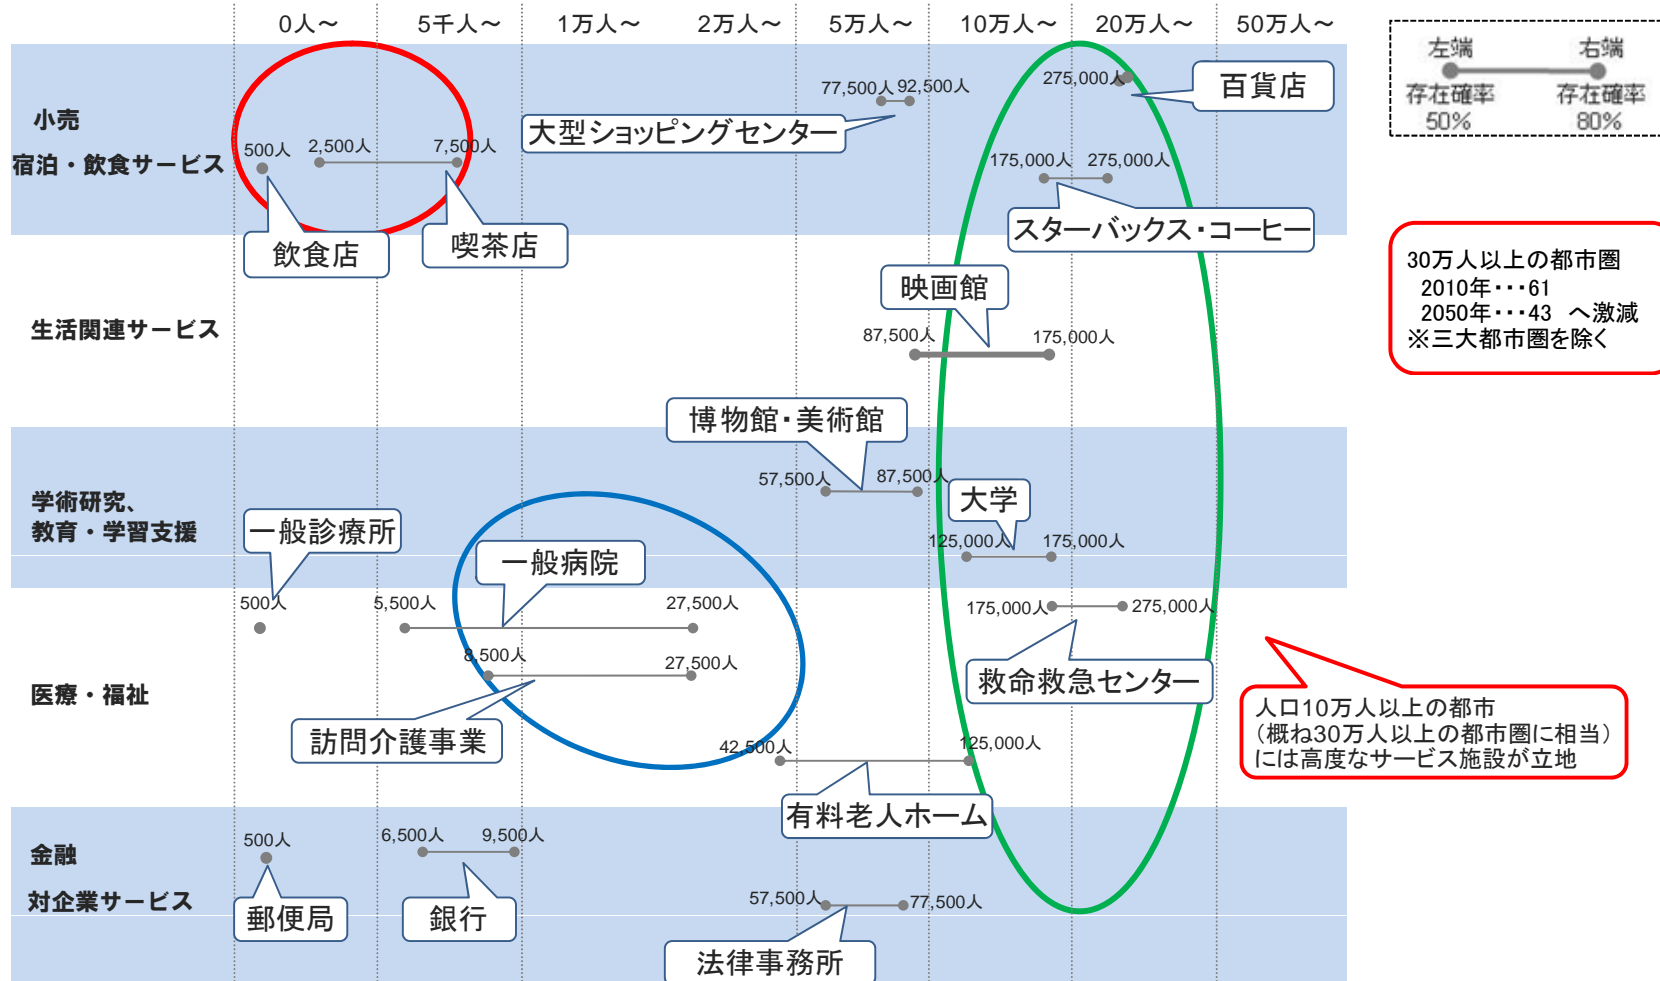 0人～　5千人～　1万人～　2万人～　5万人～　10万人～　20万人～　50万人～
左端　右端
存在確率　存在確率
50%　80%
小売
宿泊・飲食サービス
500人　2,500人　7,500人
飲食店
喫茶店
77,500人　92,500人
大型ショッピングセンター
275,000人
百貨店
175,000人　275,000人
スターバックス・コーヒー
30万人以上の都市圏
2010年・・・61
2050年・・・43　へ激減
※三大都市圏を除く
生活関連サービス
映画館
87,500人　175,000人
学術研究、
教育・学習支援
博物館・美術館
57,500人　87,500人
大学
125,000人　175,000人
医療・福祉
一般診療所
500人
一般病院
5,500人　27,500人
8,500人　27,500人
訪問介護事業
175,000人　275,000人
救命救急センター
42,500人　125,000人
有料老人ホーム
人口10万人以上の都市
（概ね30万人以上の都市圏に相当）
には高度なサービス施設が立地
金融
対企業サービス
500人
郵便局
6,500人　9,500人
銀行
57,500人　77,500人
法律事務所